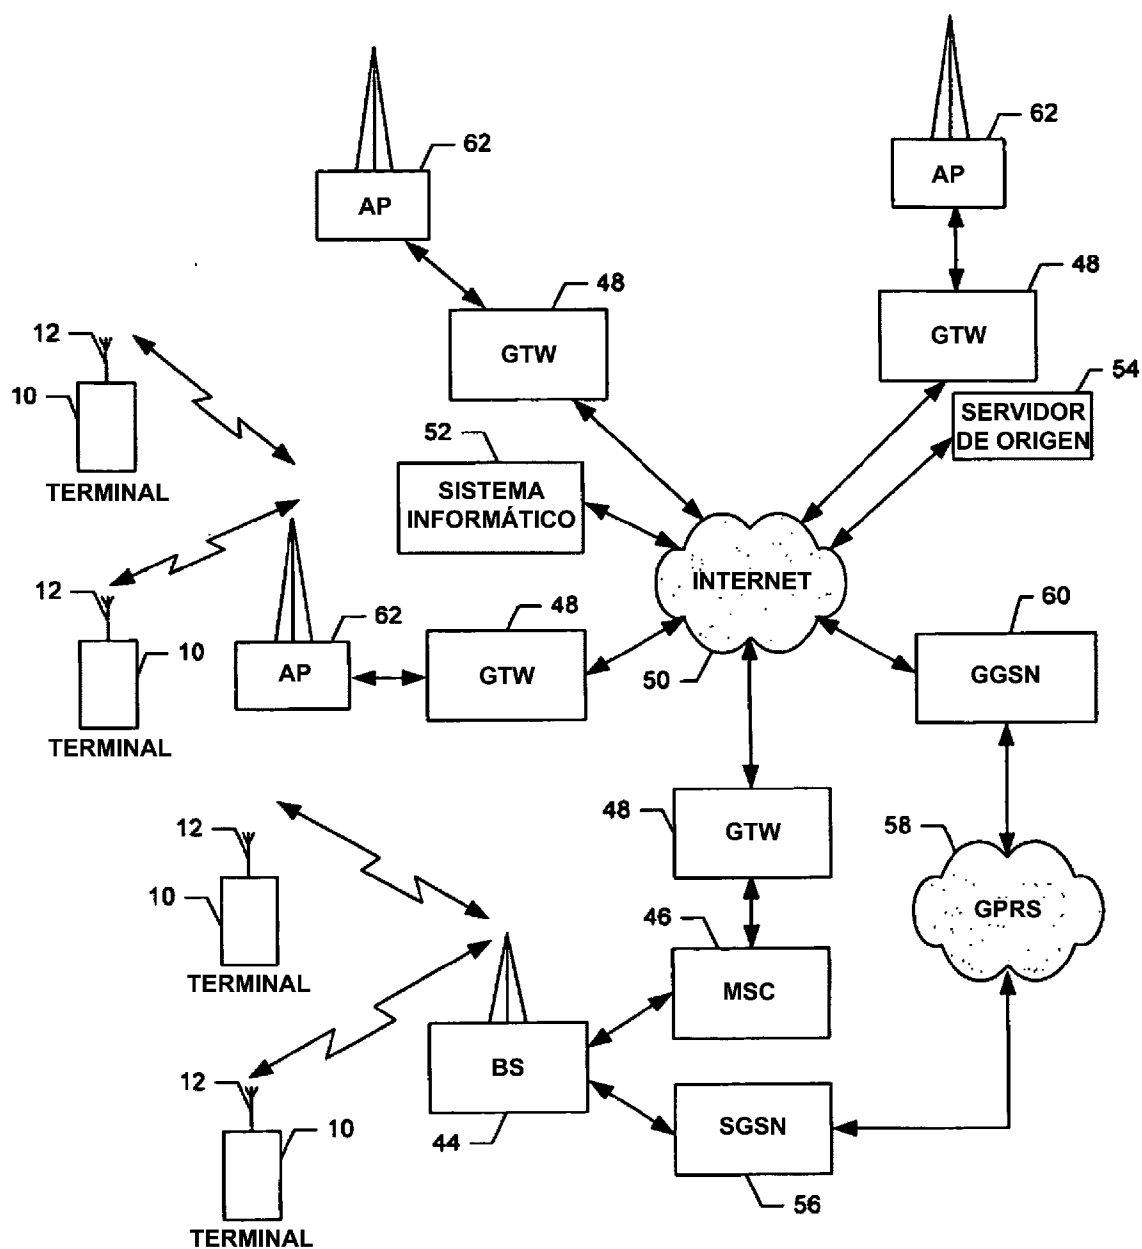 62
AP
62
AP
48
GTW
48
GTW
54
SERVIDOR
DE ORIGEN
12
10
TERMINAL
52
SISTEMA
INFORMÁTICO
INTERNET
50
12
10
TERMINAL
62
AP
48
GTW
60
GGSN
48
GTW
58
GPRS
12
10
TERMINAL
46
MSC
BS
44
12
10
TERMINAL
SGSN
56